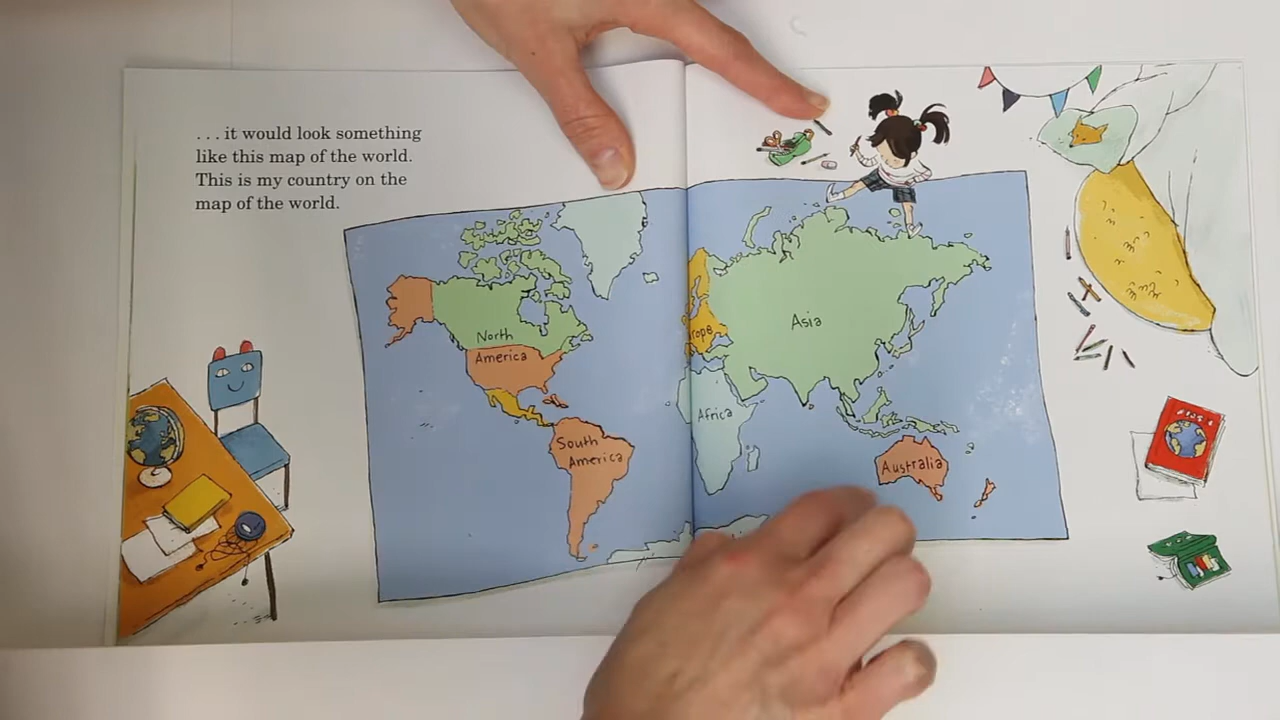 . . . it would look something
like this map of the world.
This is my country on the
map of the world.
North
America
South
America
rope
Africa
Asia
Australia